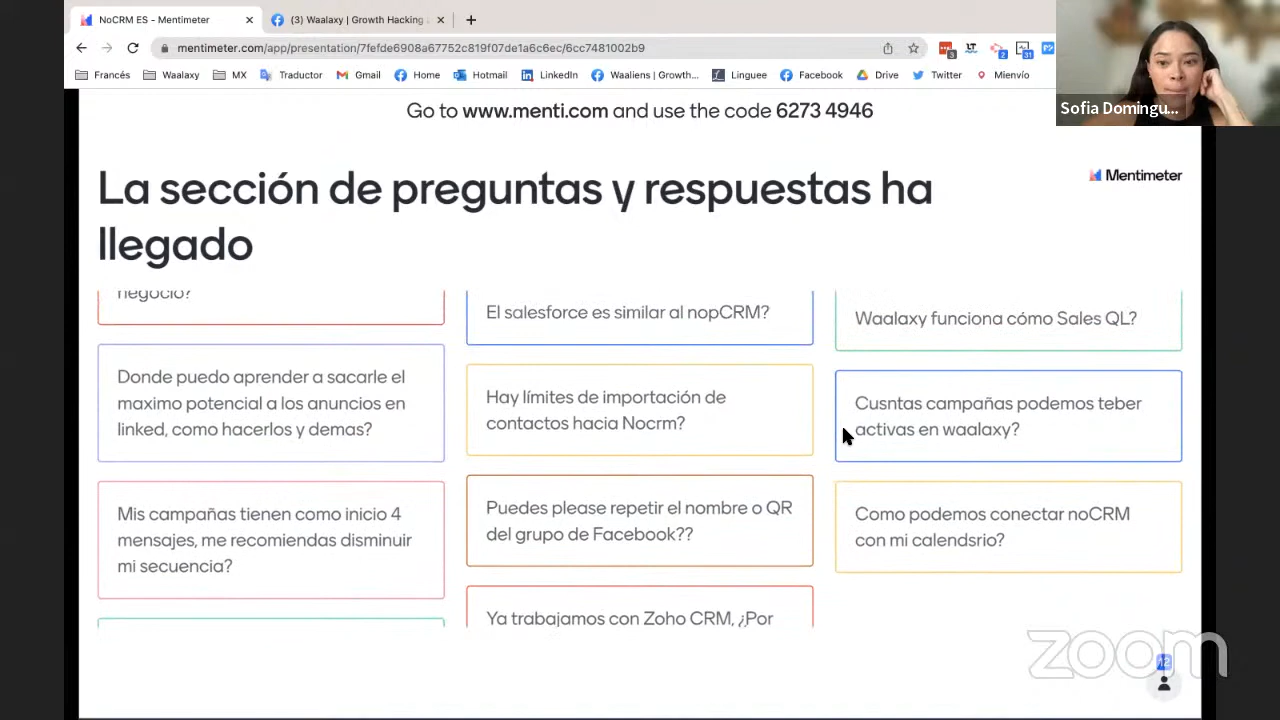 NoCRM ES - Mentimeter
(3) Waalaxy | Growth Hacking
mentimeter.com/app/presentation/7fefde6908a67752c819f07de1a6c6ec/6cc7481002b9
Francés Waalaxy MX Traductor Gmail Home Hotmail LinkedIn Waaliens | Growth... Linguee Facebook Drive Twitter Mienvío
Sofia Domingu...
Go to www.menti.com and use the code 6273 4946
Mentimeter
La sección de preguntas y respuestas ha
llegado
negocio?
Donde puedo aprender a sacarle el
maximo potencial a los anuncios en
linked, como hacerlos y demas?
Mis campañas tienen como inicio 4
mensajes, me recomiendas disminuir
mi secuencia?
El salesforce es similar al nopCRM?
Hay límites de importación de
contactos hacia Nocrm?
Puedes please repetir el nombre o QR
del grupo de Facebook??
Ya trabajamos con Zoho CRM, ¿Por
Waalaxy funciona cómo Sales QL?
Cusntas campañas podemos teber
activas en waalaxy?
Como podemos conectar noCRM
con mi calendsrio?
zoom
12